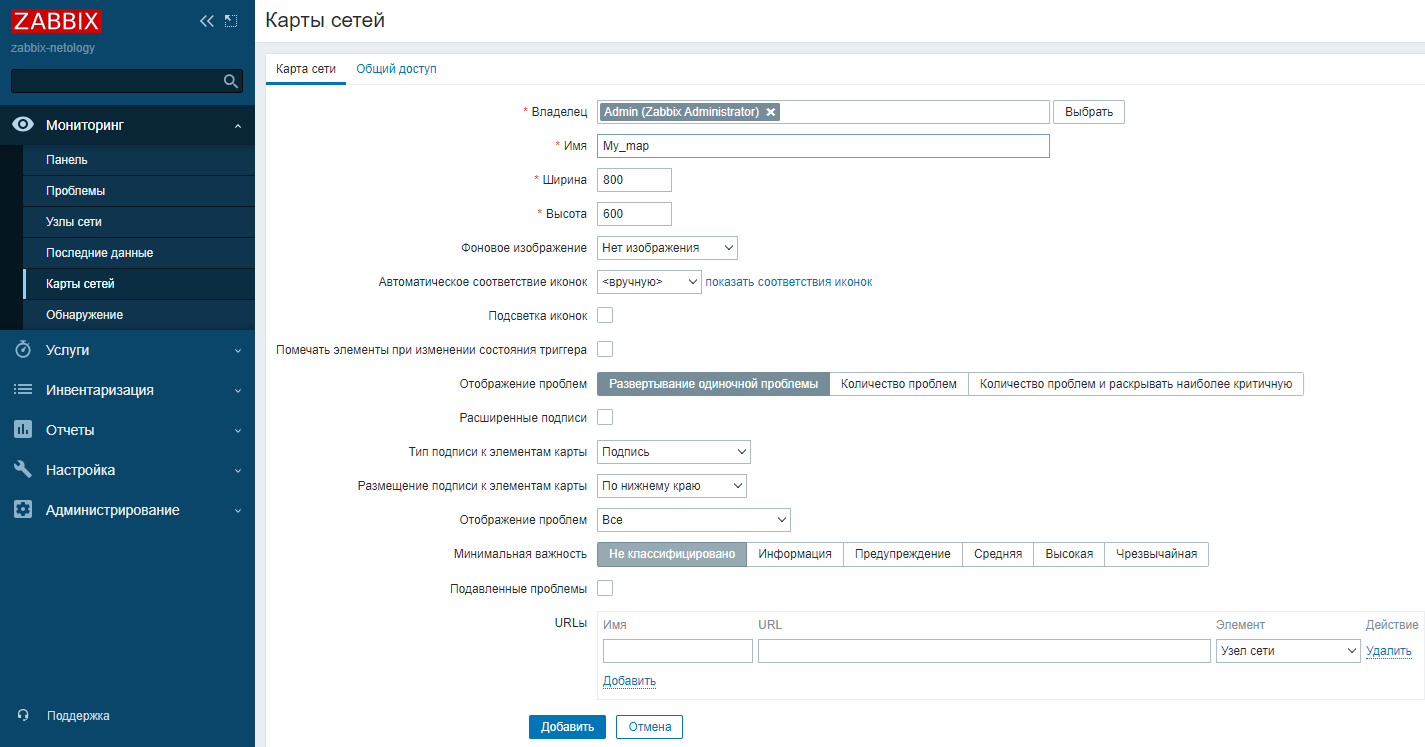 ZABBIX
zabbix-netology
Мониторинг
Панель
Проблемы
Узлы сети
Последние данные
Карты сетей
Обнаружение
Услуги
Инвентаризация
Отчеты
Настройка
Администрирование
Поддержка
Карты сетей
Карта сети Общий доступ
* Владелец Admin (Zabbix Administrator) Выбрать
* Имя My_map
* Ширина 800
* Высота 600
Фоновое изображение Нет изображения
Автоматическое соответствие иконок <вручную> показать соответствия иконок
Подсветка иконок
Помечать элементы при изменении состояния триггера
Отображение проблем Развертывание одиночной проблемы Количество проблем Количество проблем и раскрывать наиболее критичную
Расширенные подписи
Тип подписи к элементам карты Подпись
Размещение подписи к элементам карты По нижнему краю
Отображение проблем Все
Минимальная важность Не классифицировано Информация Предупреждение Средняя Высокая Чрезвычайная
Подавленные проблемы
URLы Имя URL Элемент Действие
Узел сети Удалить
Добавить
Добавить Отмена